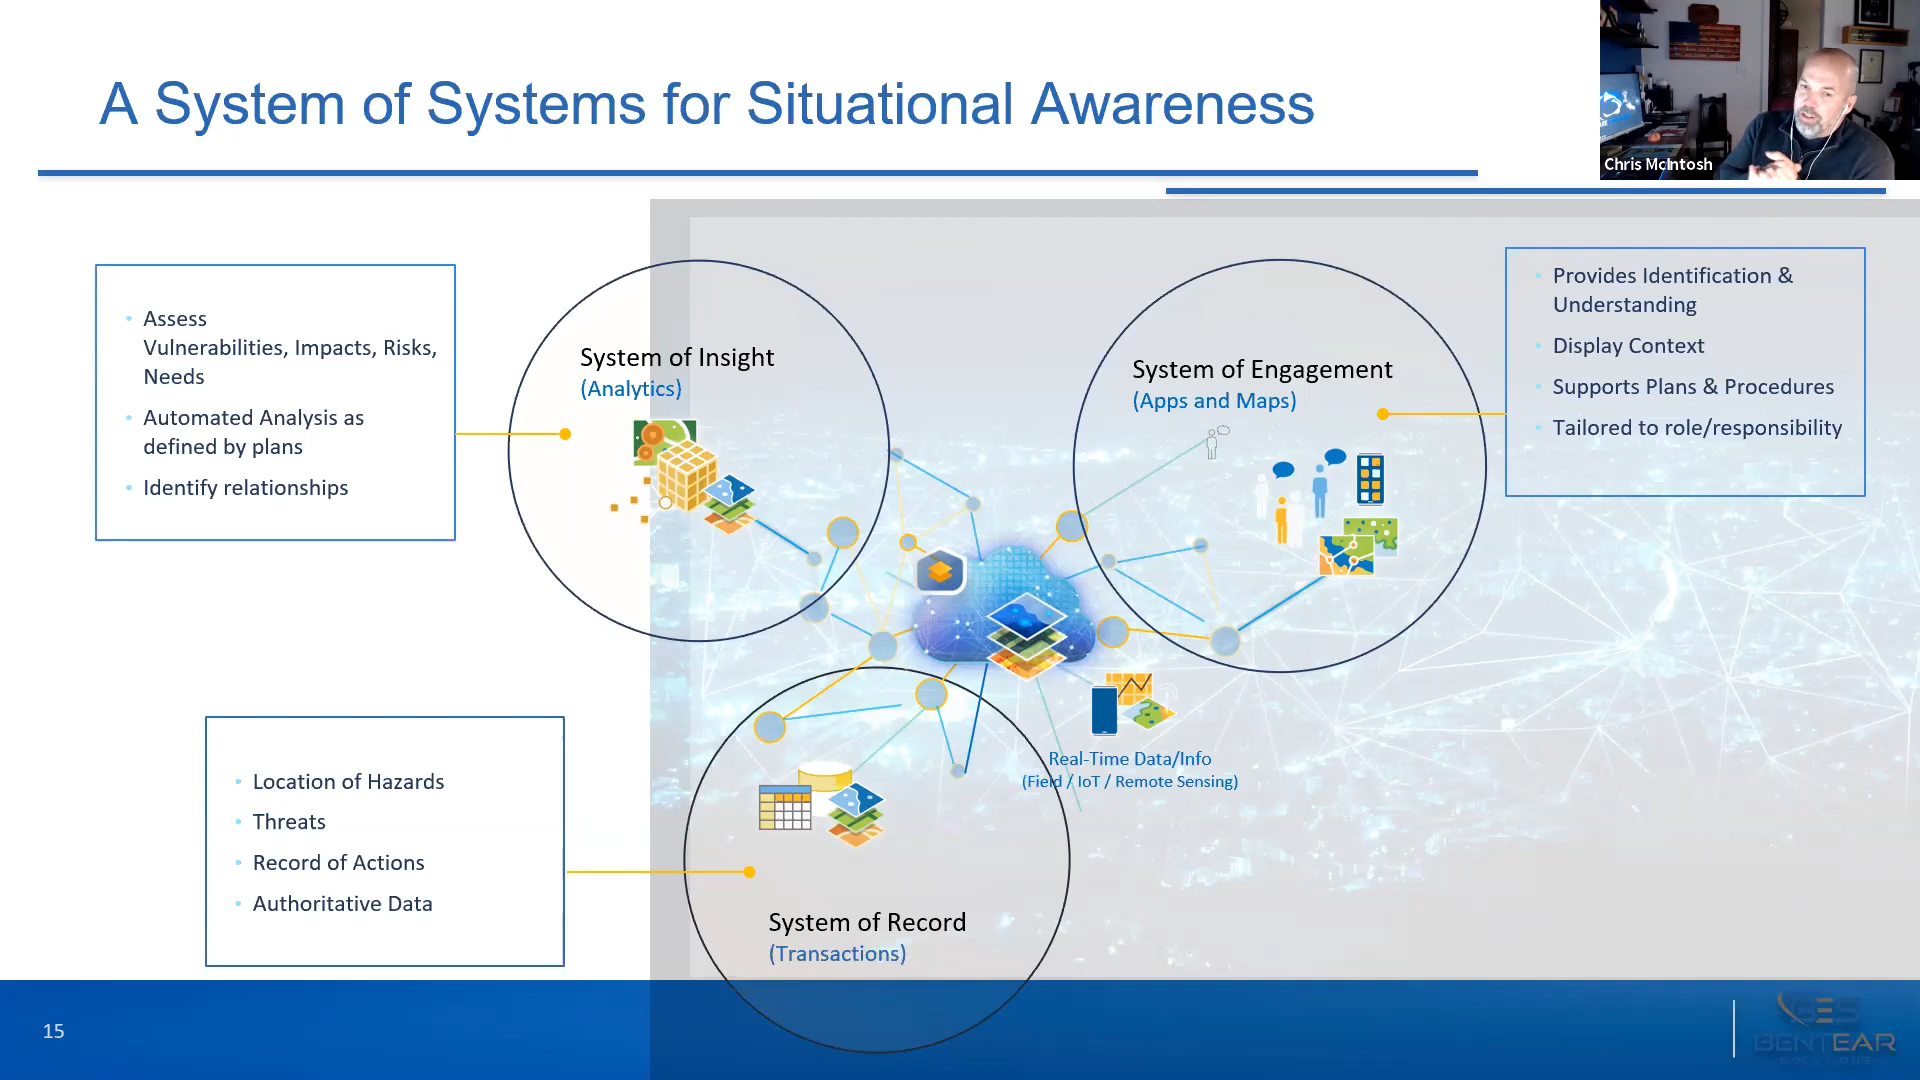 A System of Systems for Situational Awareness
Chris McIntosh
• Assess
Vulnerabilities, Impacts, Risks,
Needs
• Automated Analysis as
defined by plans
• Identify relationships
System of Insight
(Analytics)
System of Engagement
(Apps and Maps)
• Provides Identification &
Understanding
• Display Context
• Supports Plans & Procedures
• Tailored to role/responsibility
Real-Time Data/Info
(Field / IoT / Remote Sensing)
• Location of Hazards
• Threats
• Record of Actions
• Authoritative Data
System of Record
(Transactions)
15
BENTEAR